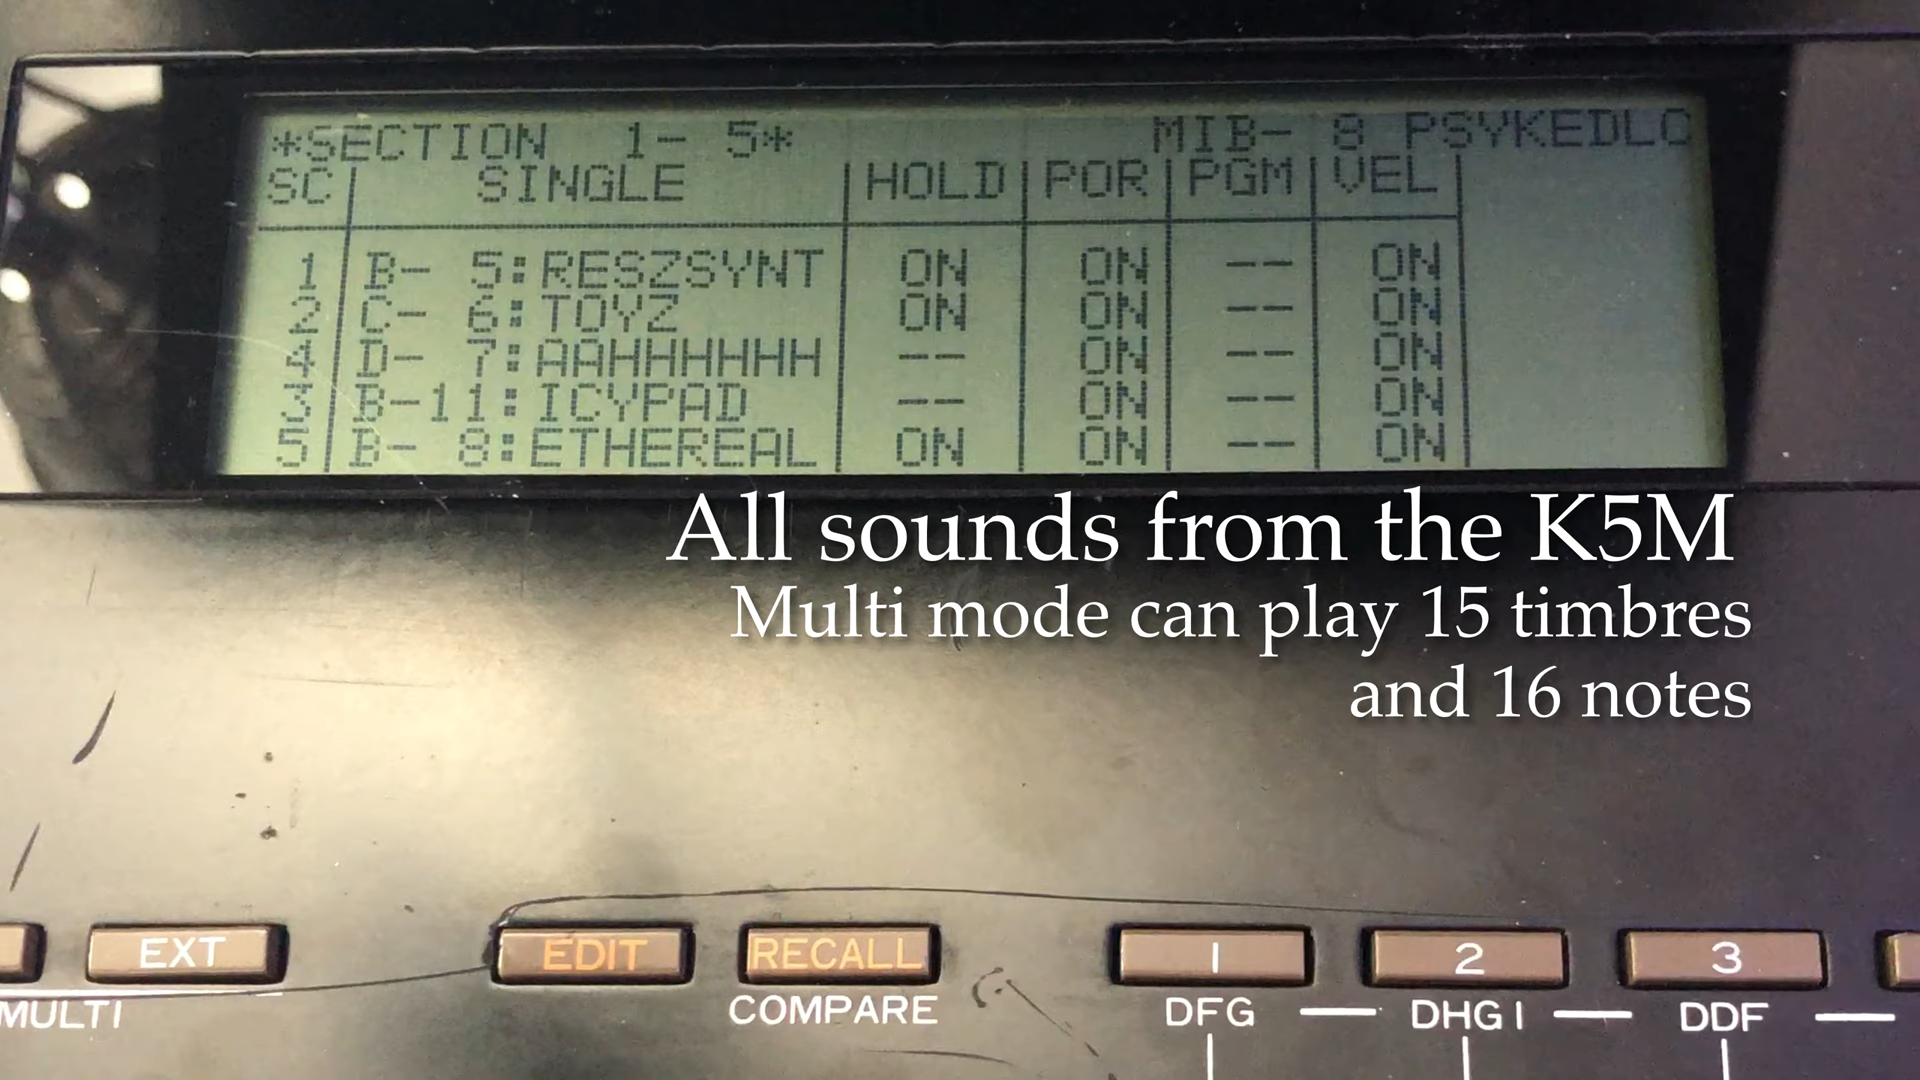 *SECTION 1- 5* MIB- 8 PSYKEDLC
SC SINGLE HOLD POR PGM VEL
1 B- 5:RESZSYNT ON ON -- ON
2 C- 6:TOYZ ON ON -- ON
4 D- 7:AAHHHHHH -- ON -- ON
3 B-11:ICYPAD -- ON -- ON
5 B- 8:ETHEREAL ON ON -- ON
All sounds from the K5M
Multi mode can play 15 timbres
and 16 notes
EXT EDIT RECALL 1 2 3
MULTI COMPARE DFG — DHG1 — DDF —